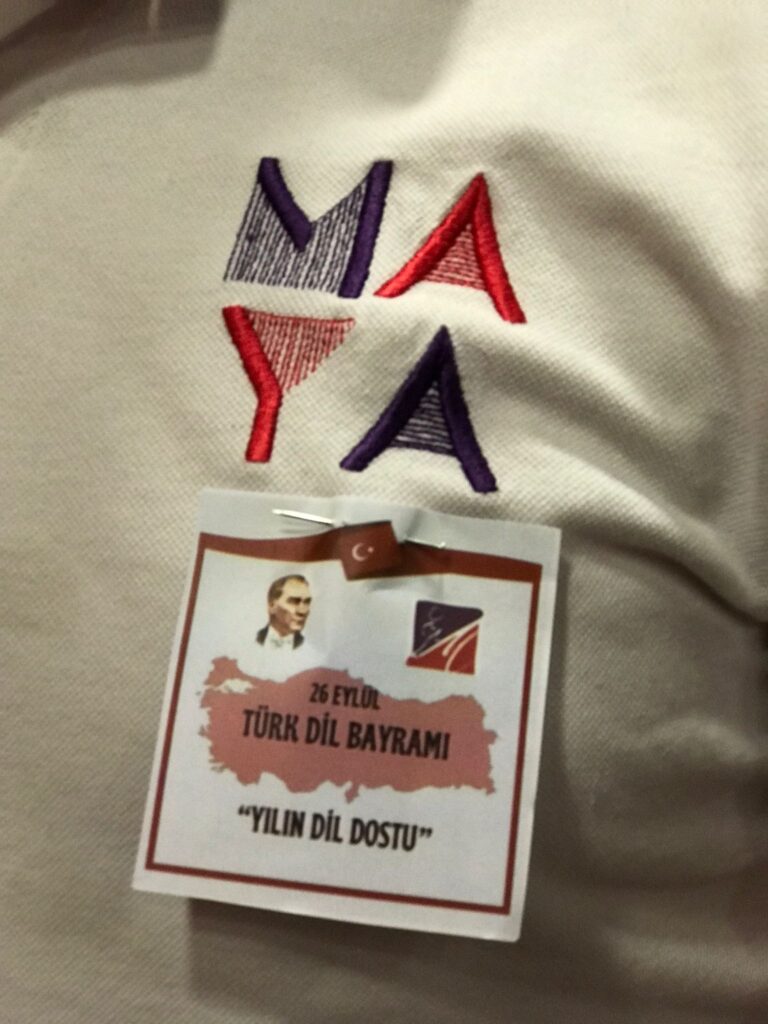 MA
YA
26 EYLÜL
TÜRK DİL BAYRAMI
“YILIN DİL DOSTU”